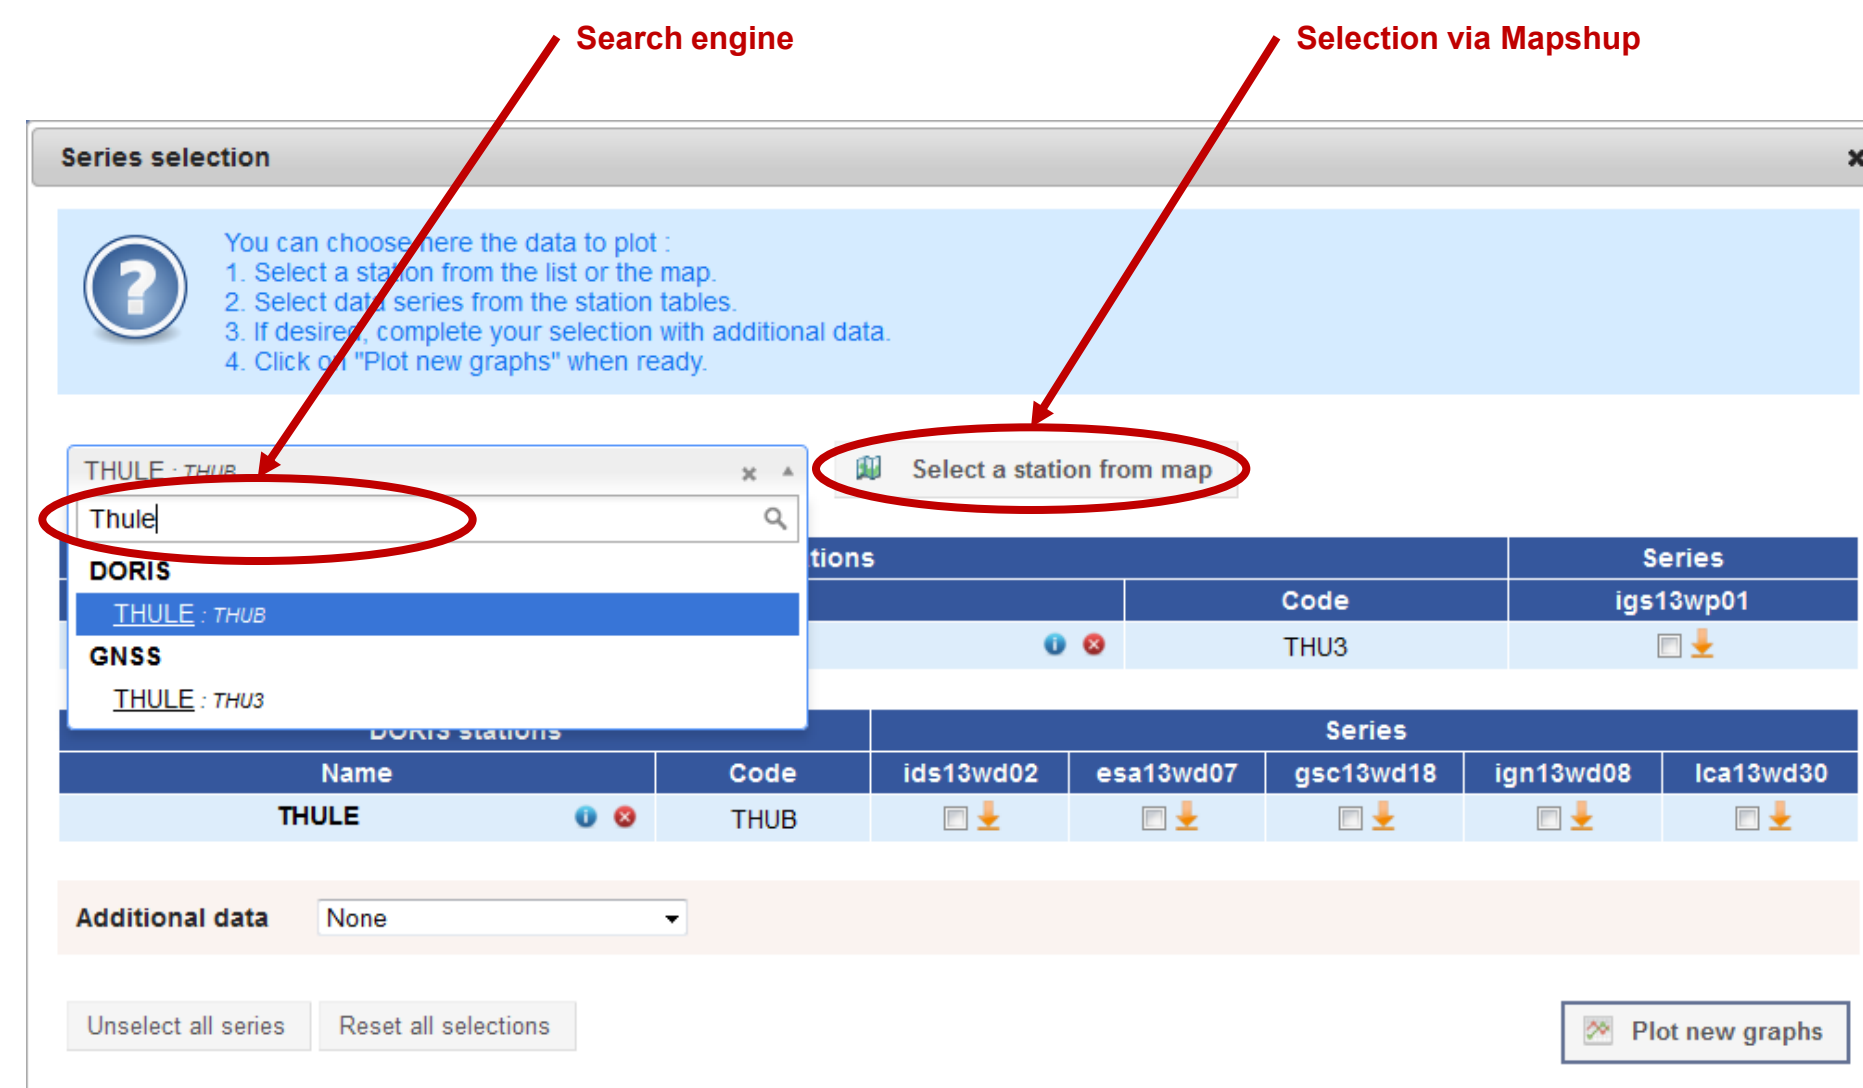 Search engine
Selection via Mapshup
Series selection
You can choose here the data to plot :
1. Select a station from the list or the map.
2. Select data series from the station tables.
3. If desired, complete your selection with additional data.
4. Click on "Plot new graphs" when ready.
THULE : THUB
Select a station from map
Thule
DORIS
THULE : THUB
GNSS
THULE : THU3
tions
Series
Code
igs13wp01
THU3
DORIS stations
Series
Name
Code
ids13wd02
esa13wd07
gsc13wd18
ign13wd08
lca13wd30
THULE
THUB
Additional data
None
Unselect all series
Reset all selections
Plot new graphs